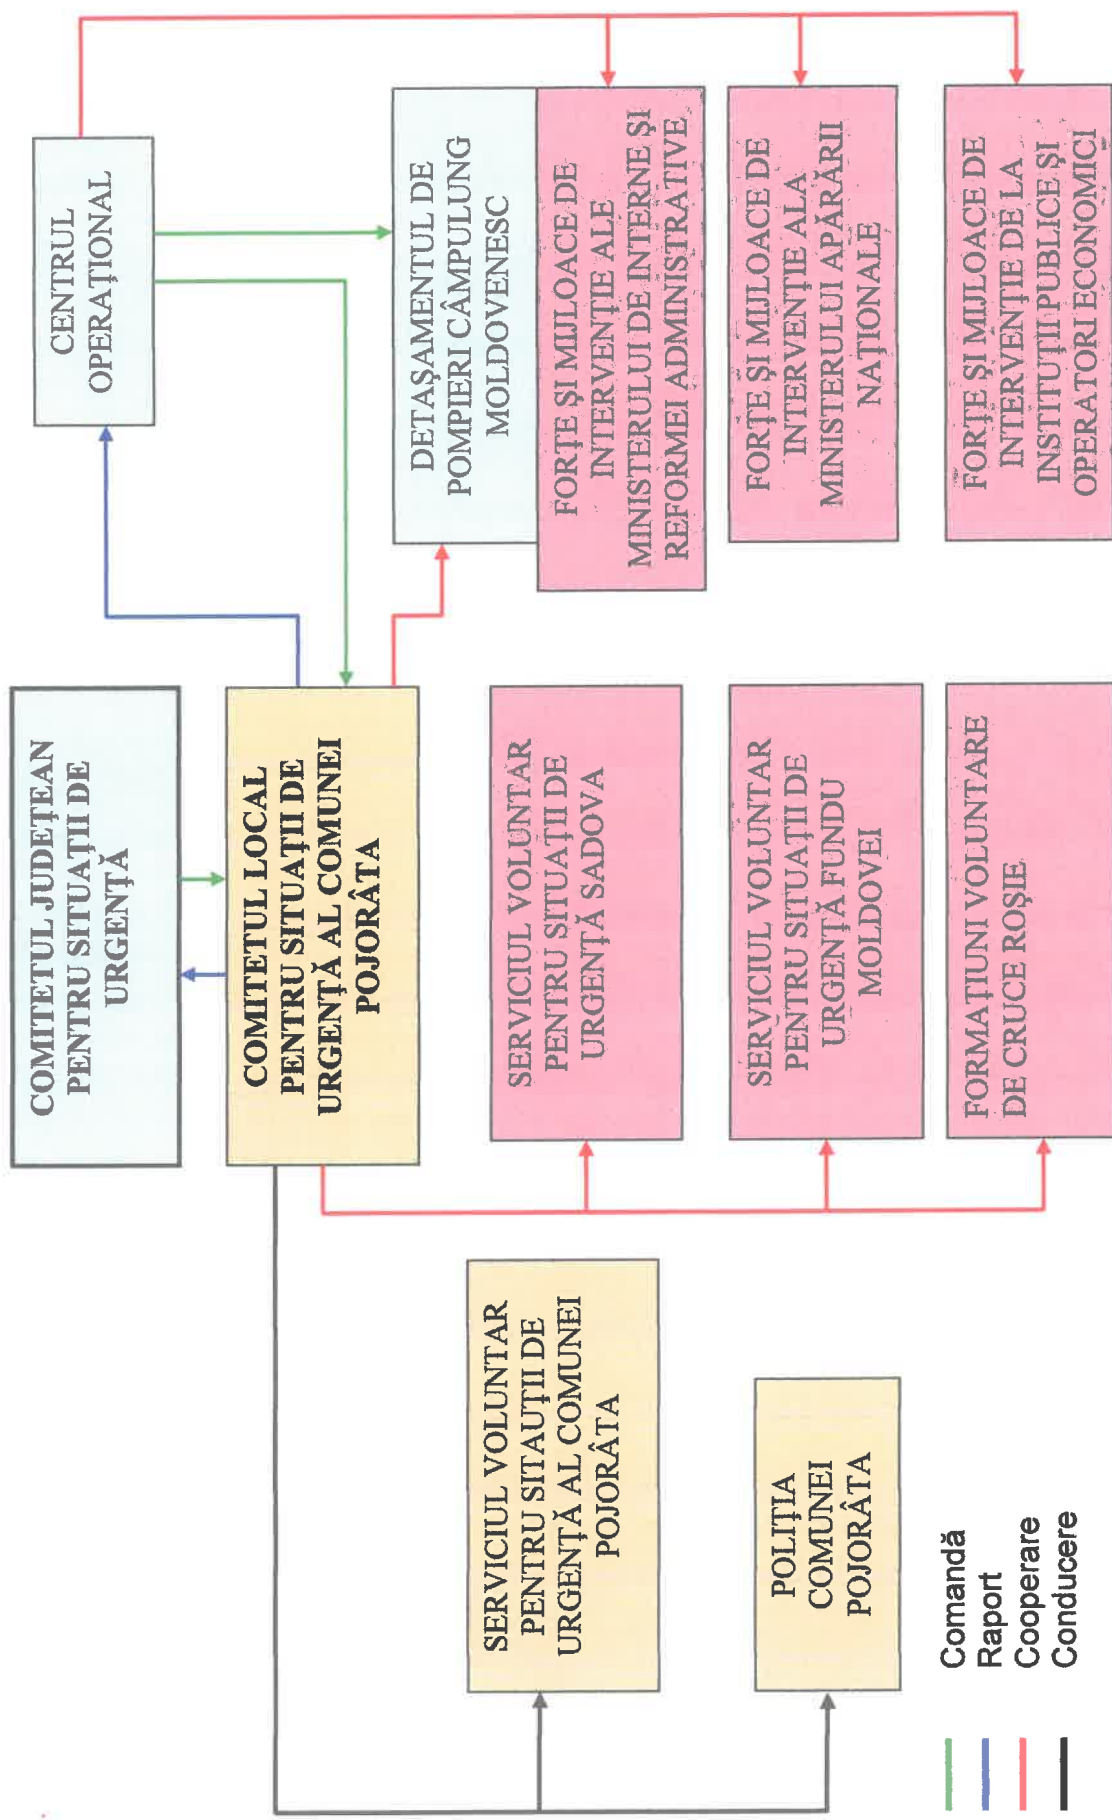 COMITETUL JUDEȚEAN
PENTRU SITUAȚII DE
URGENȚĂ
CENTRUL
OPERAȚIONAL
COMITETUL LOCAL
PENTRU SITUAȚII DE
URGENȚĂ AL COMUNEI
POJORÂTA
DETAȘAMENTUL DE
POMPIERI CÂMPULUNG
MOLDOVENESC
FORȚE ȘI MIJLOACE DE
INTERVENȚIE ALE
MINISTERULUI DE INTERNE ȘI
REFORMEI ADMINISTRATIVE
SERVICIUL VOLUNTAR
PENTRU SITAUȚII DE
URGENȚĂ AL COMUNEI
POJORÂTA
SERVICIUL VOLUNTAR
PENTRU SITUAȚII DE
URGENȚĂ SADOVA
POLIȚIA
COMUNEI
POJORÂTA
SERVICIUL VOLUNTAR
PENTRU SITUAȚII DE
URGENȚĂ FUNDU
MOLDOVEI
FORȚE ȘI MIJLOACE DE
INTERVENȚIE ALA
MINISTERULUI APĂRĂRII
NAȚIONALE
FORMAȚIUNI VOLUNTARE
DE CRUCE ROȘIE
FORȚE ȘI MIJLOACE DE
INTERVENȚIE DE LA
INSTITUȚII PUBLICE ȘI
OPERATORI ECONOMICI
Comandă
Raport
Cooperare
Conducere